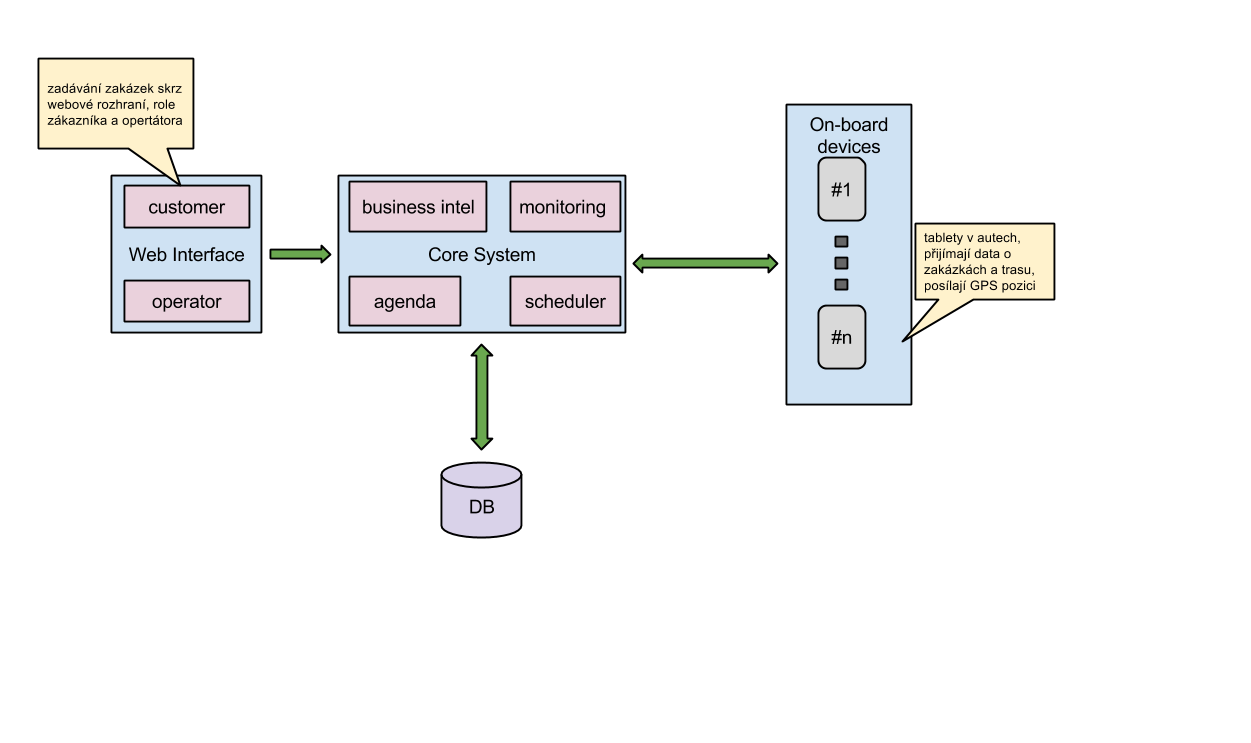 zadávání zakázek skrz
webové rozhraní, role
zákazníka a opertátora
customer
Web Interface
operator
business intel
monitoring
Core System
agenda
scheduler
DB
On-board
devices
#1
#n
tablety v autech,
přijímají data o
zakázkách a trasu,
posílají GPS pozici